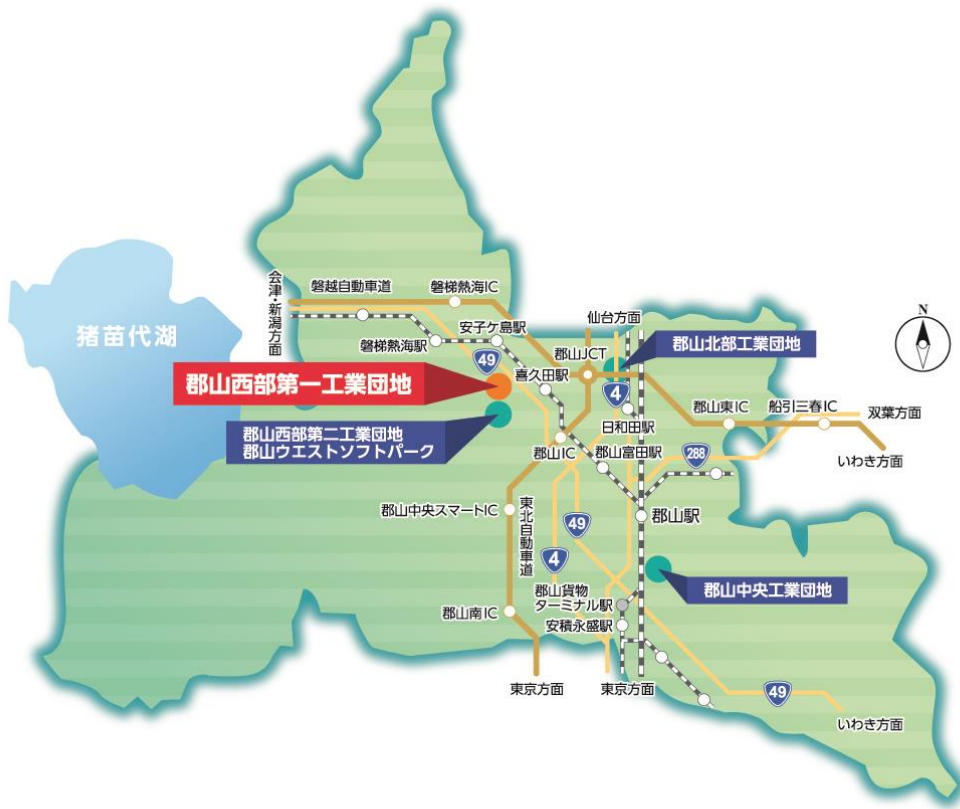 N
会津・新潟方面
磐越自動車道
磐梯熱海IC
仙台方面
猪苗代湖
安子ケ島駅
磐梯熱海駅
49
郡山JCT
郡山北部工業団地
喜久田駅
郡山西部第一工業団地
4
郡山東IC
船引三春IC
双葉方面
日和田駅
郡山西部第二工業団地
郡山ウエストソフトパーク
郡山IC
郡山富田駅
288
いわき方面
郡山中央スマートIC
東北自動車道
49
郡山駅
4
郡山貨物
ターミナル駅
郡山中央工業団地
郡山南IC
安積永盛駅
東京方面
東京方面
49
いわき方面